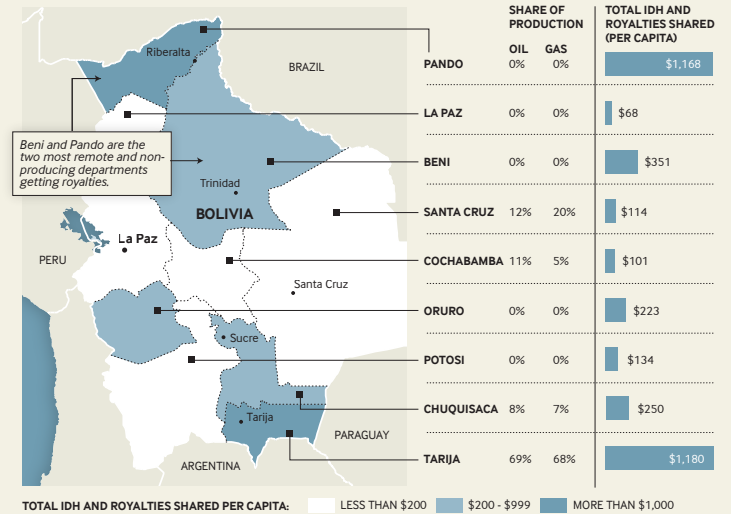 SHARE OF
PRODUCTION
OIL GAS
TOTAL IDH AND
ROYALTIES SHARED
(PER CAPITA)
PANDO 0% 0% $1,168
LA PAZ 0% 0% $68
BENI 0% 0% $351
SANTA CRUZ 12% 20% $114
COCHABAMBA 11% 5% $101
ORURO 0% 0% $223
POTOSI 0% 0% $134
CHUQUISACA 8% 7% $250
TARIJA 69% 68% $1,180
Riberalta
BRAZIL
Beni and Pando are the
two most remote and non-
producing departments
getting royalties.
Trinidad
BOLIVIA
La Paz
PERU
Santa Cruz
Sucre
Tarija
PARAGUAY
ARGENTINA
TOTAL IDH AND ROYALTIES SHARED PER CAPITA: LESS THAN $200 $200 - $999 MORE THAN $1,000